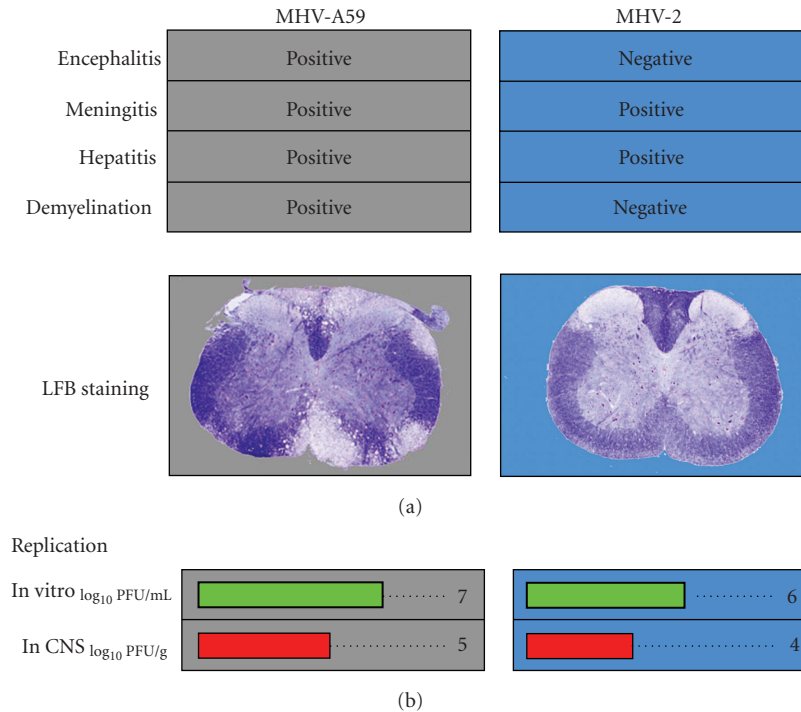 MHV-A59 MHV-2
Encephalitis Positive Negative
Meningitis Positive Positive
Hepatitis Positive Positive
Demyelination Positive Negative
LFB staining
(a)
Replication
In vitro log10 PFU/mL 7 6
In CNS log10 PFU/g 5 4
(b)